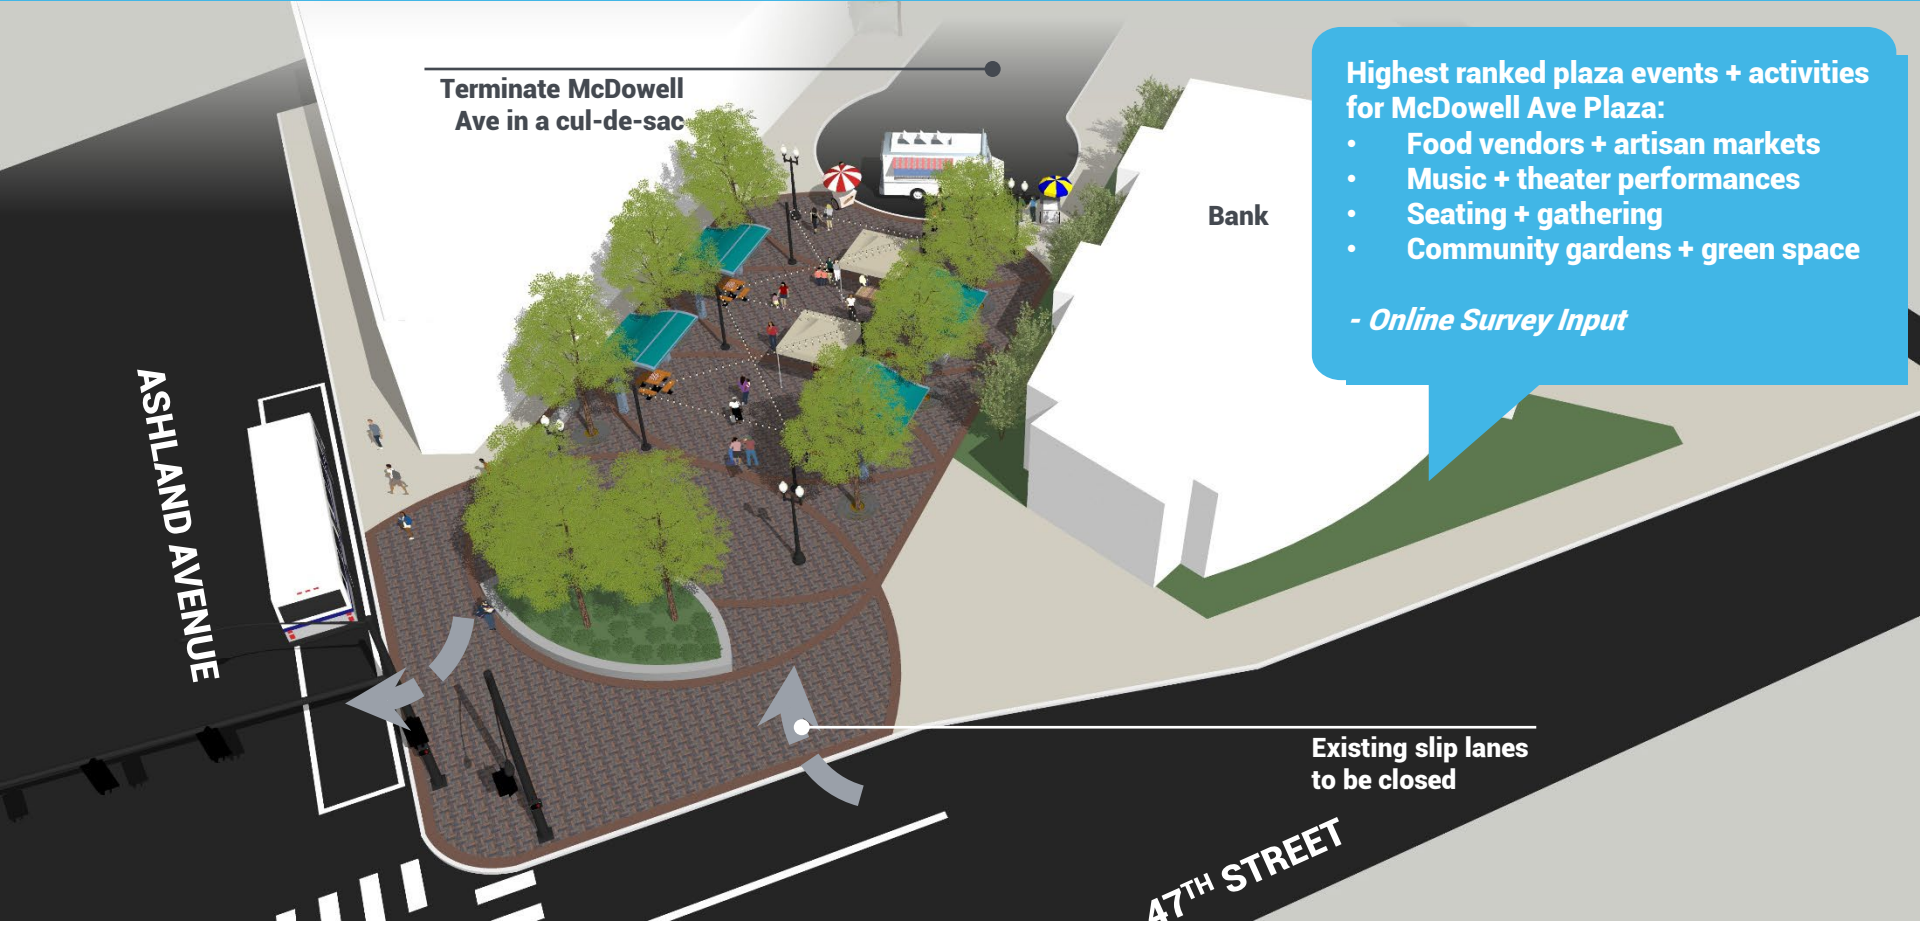 Terminate McDowell
Ave in a cul-de-sac
Highest ranked plaza events + activities
for McDowell Ave Plaza:
• Food vendors + artisan markets
• Music + theater performances
• Seating + gathering
• Community gardens + green space
- Online Survey Input
Bank
ASHLAND AVENUE
Existing slip lanes
to be closed
47TH STREET